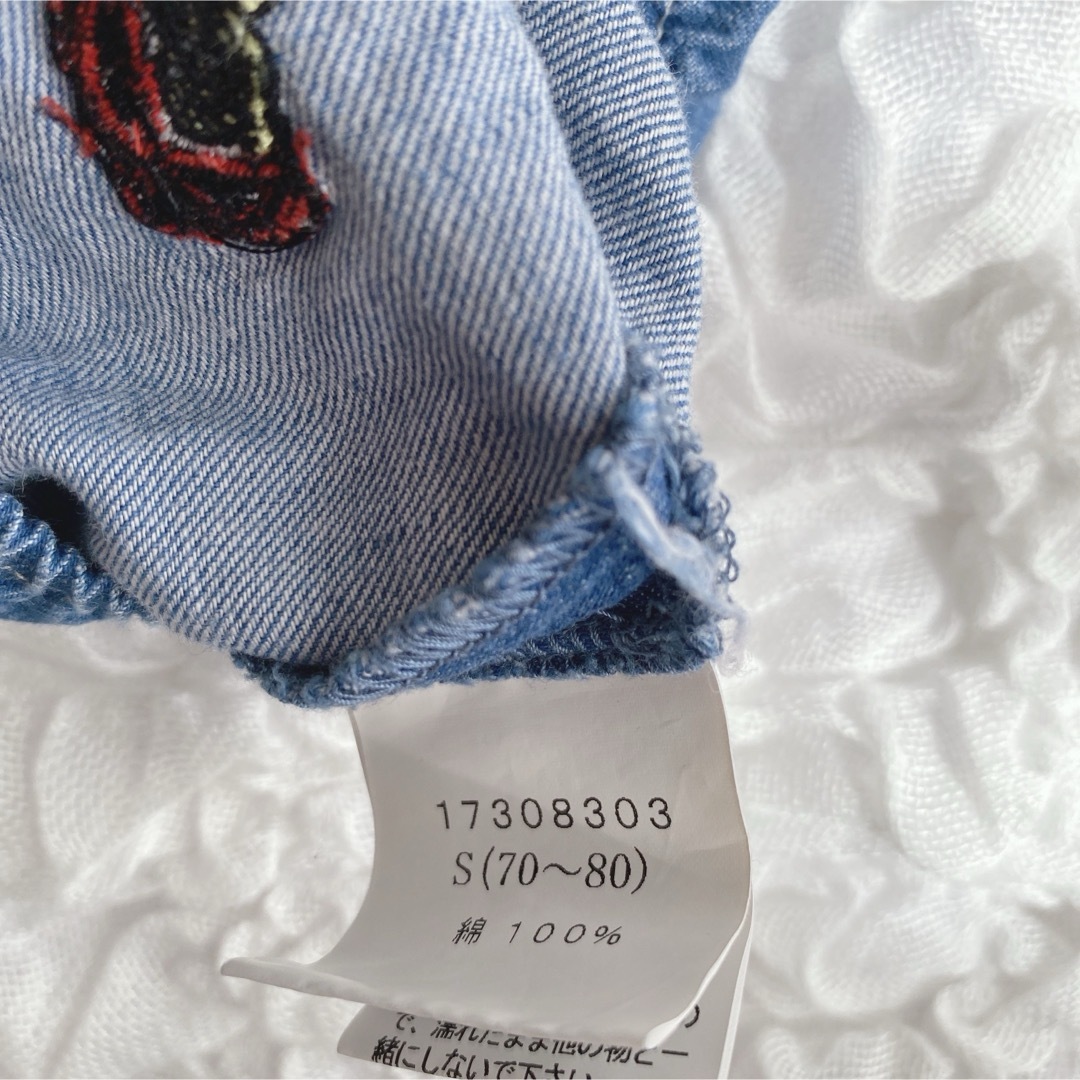 17308303
S(70～80)
綿 100%
で、濡れたまま他の物と一
緒にしないで下さい